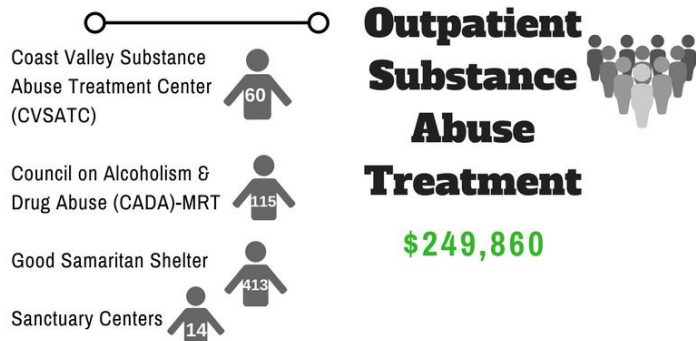 Coast Valley Substance
Abuse Treatment Center
(CVSATC)
60
Council on Alcoholism &
Drug Abuse (CADA)-MRT
115
Good Samaritan Shelter
413
Sanctuary Centers
14
Outpatient
Substance
Abuse
Treatment
$249,860